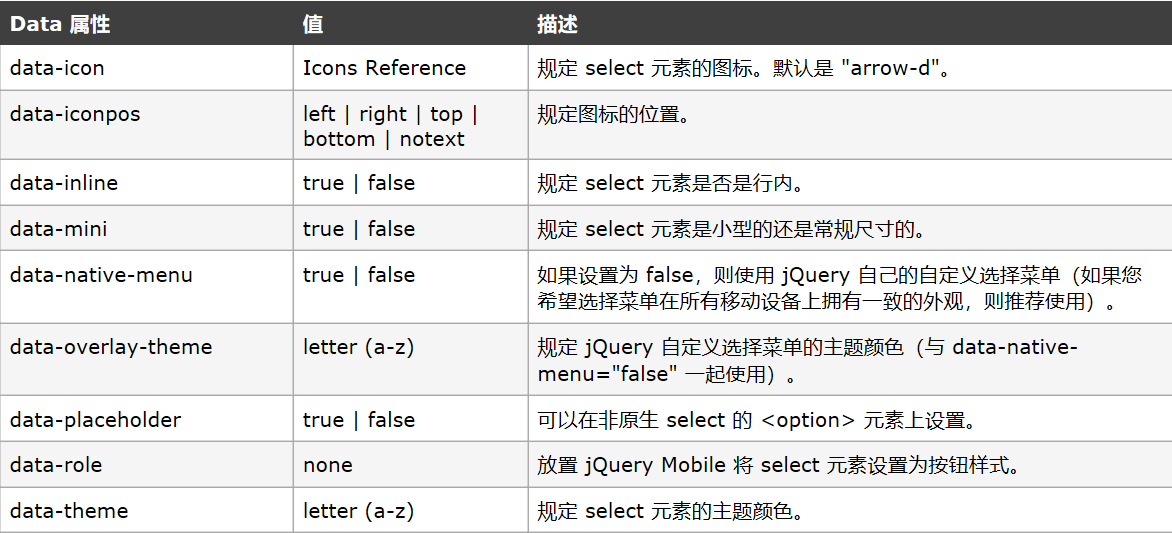 Data 属性 值 描述
data-icon Icons Reference 规定 select 元素的图标。默认是 "arrow-d"。
data-iconpos left | right | top | 规定图标的位置。
bottom | notext
data-inline true | false 规定 select 元素是否是行内。
data-mini true | false 规定 select 元素是小型的还是常规尺寸的。
data-native-menu true | false 如果设置为 false，则使用 jQuery 自己的自定义选择菜单（如果您
希望选择菜单在所有移动设备上拥有一致的外观，则推荐使用）。
data-overlay-theme letter (a-z) 规定 jQuery 自定义选择菜单的主题颜色（与 data-native-
menu="false" 一起使用）。
data-placeholder true | false 可以在非原生 select 的 <option> 元素上设置。
data-role none 放置 jQuery Mobile 将 select 元素设置为按钮样式。
data-theme letter (a-z) 规定 select 元素的主题颜色。